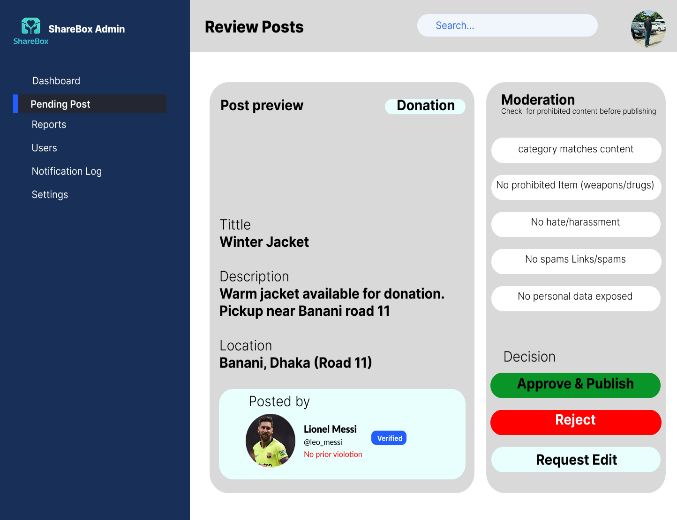 ShareBox Admin
ShareBox
Dashboard
Pending Post
Reports
Users
Notification Log
Settings
Review Posts
Search...
Post preview
Donation
Tittle
Winter Jacket
Description
Warm jacket available for donation.
Pickup near Banani road 11
Location
Banani, Dhaka (Road 11)
Posted by
Lionel Messi
@leo_messi
No prior violotion
Verified
Moderation
Check for prohibited content before publishing
category matches content
No prohibited Item (weapons/drugs)
No hate/harassment
No spams Links/spams
No personal data exposed
Decision
Approve & Publish
Reject
Request Edit